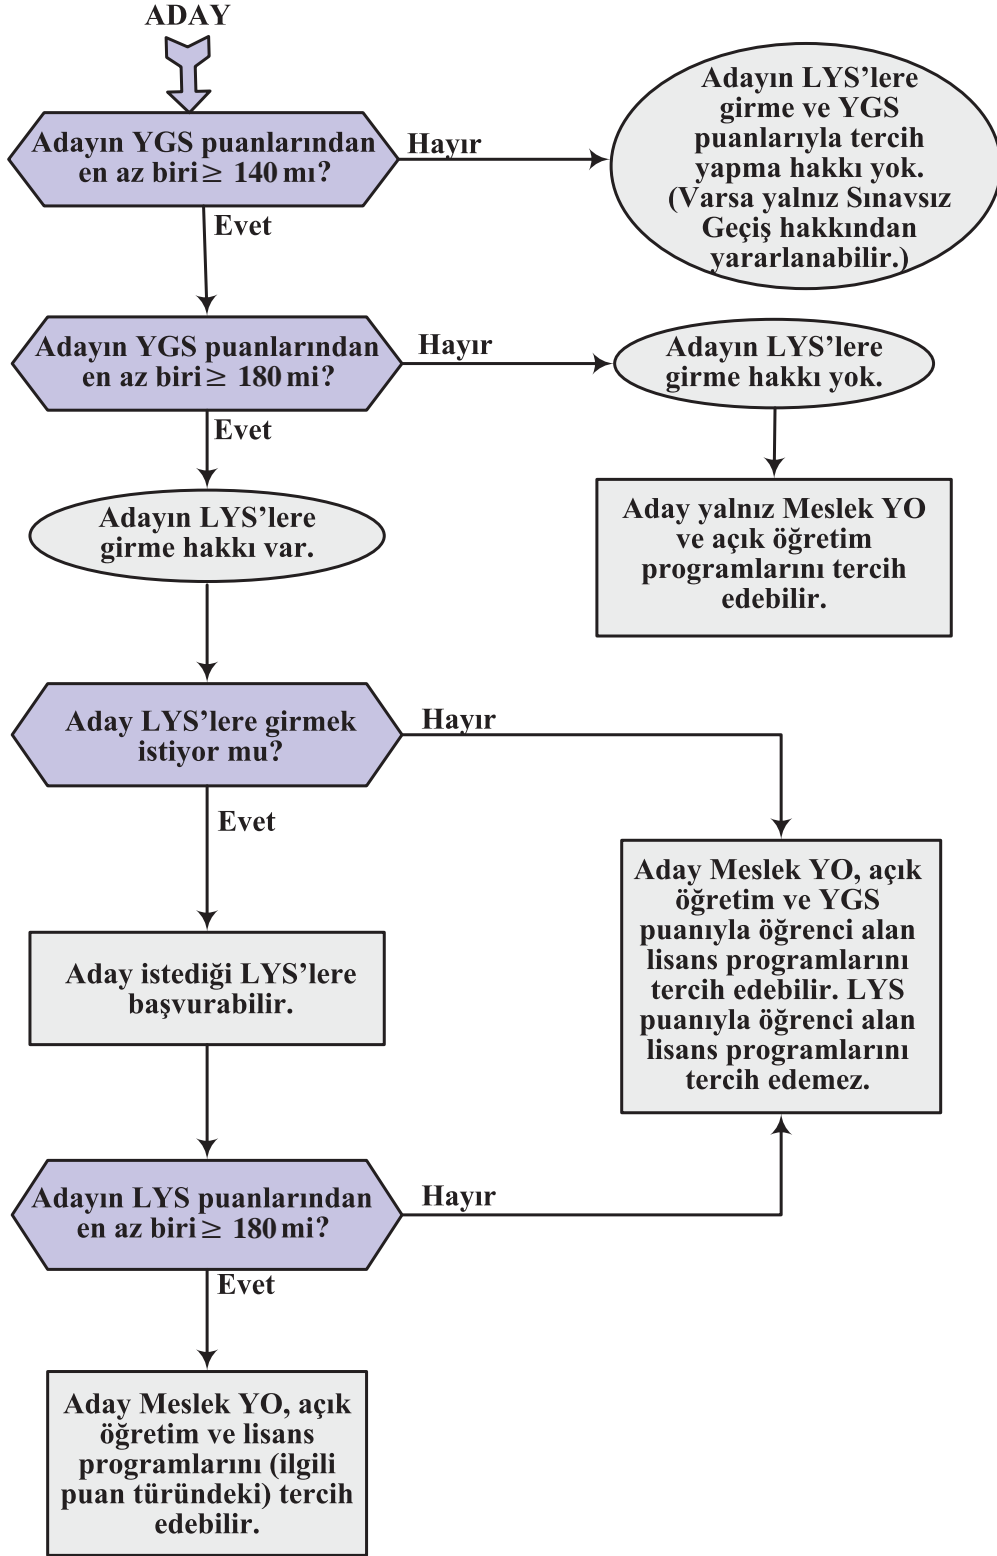 ADAY
Adayın YGS puanlarından
en az biri ≥ 140 mı?
Hayır
Adayın LYS’lere
girme ve YGS
puanlarıyla tercih
yapma hakkı yok.
(Varsa yalnız Sınavsız
Geçiş hakkından
yararlanabilir.)
Evet
Adayın YGS puanlarından
en az biri ≥ 180 mi?
Hayır
Adayın LYS’lere
girme hakkı yok.
Evet
Aday yalnız Meslek YO
ve açık öğretim
programlarını tercih
edebilir.
Adayın LYS’lere
girme hakkı var.
Aday LYS’lere girmek
istiyor mu?
Hayır
Evet
Aday Meslek YO, açık
öğretim ve YGS
puanıyla öğrenci alan
lisans programlarını
tercih edebilir. LYS
puanıyla öğrenci alan
lisans programlarını
tercih edemez.
Aday istediği LYS’lere
başvurabilir.
Adayın LYS puanlarından
en az biri ≥ 180 mi?
Hayır
Evet
Aday Meslek YO, açık
öğretim ve lisans
programlarını (ilgili
puan türündeki) tercih
edebilir.